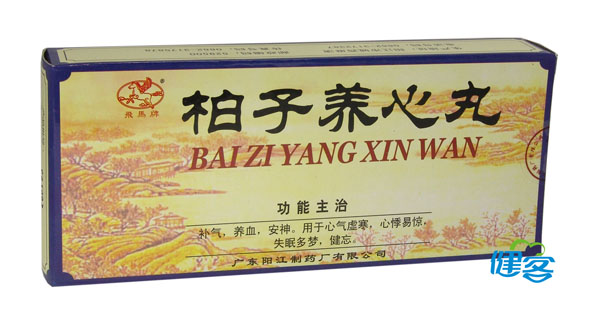 柏子养心丸
BAI ZI YANG XIN WAN
飛馬牌
功能主治
补气，养血，安神。用于心气虚寒，心悸易惊，
失眠多梦，健忘。
广东阳江制药厂有限公司
健客